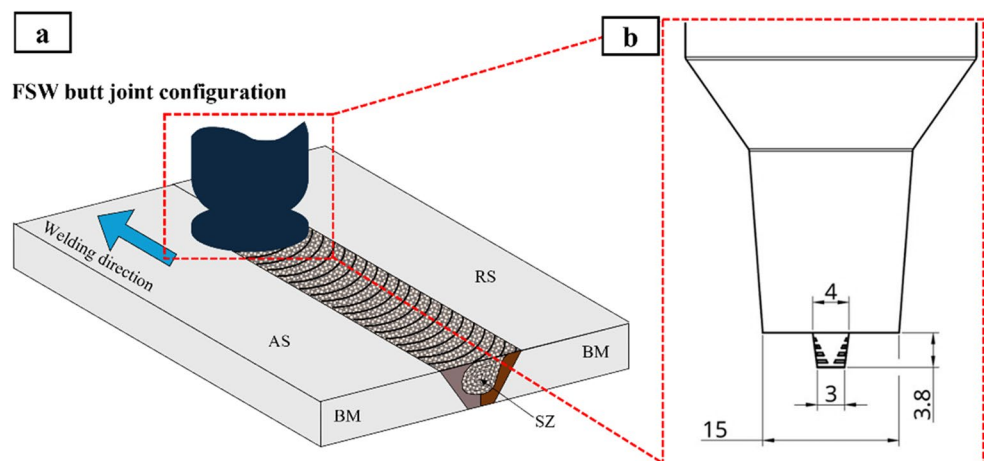 a
b
FSW butt joint configuration
Welding direction
RS
AS
BM
BM
SZ
4
3
3.8
15